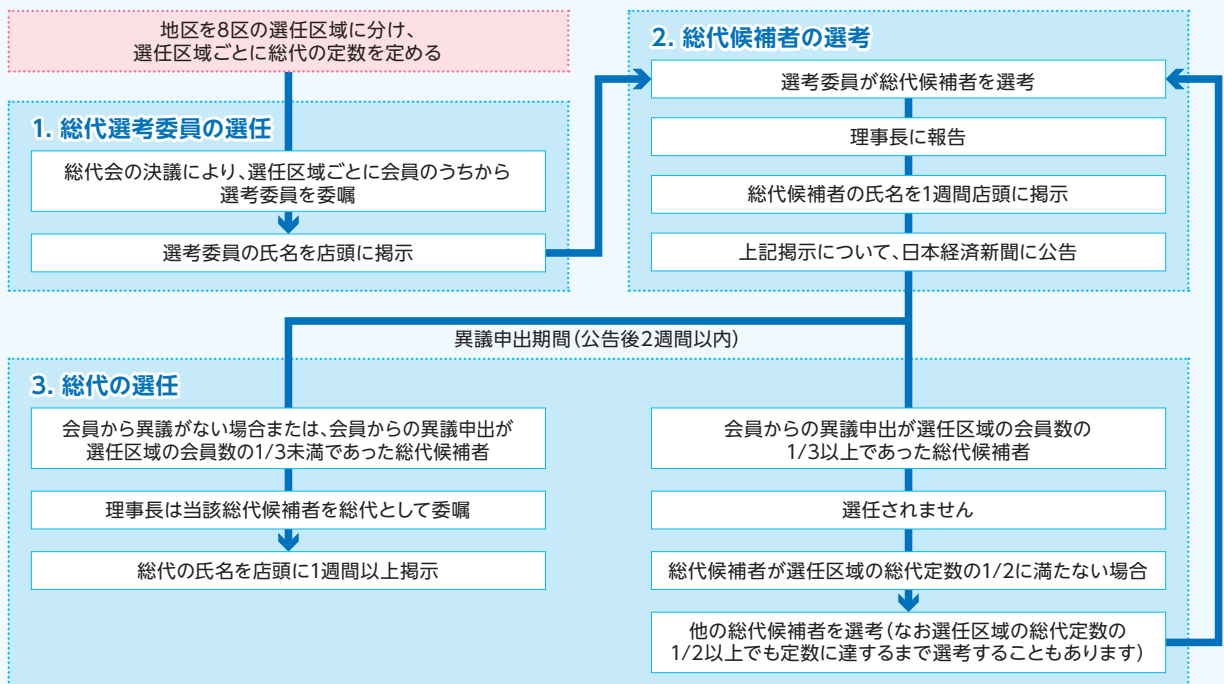 地区を8区の選任区域に分け、
選任区域ごとに総代の定数を定める
1. 総代選考委員の選任
総代会の決議により、選任区域ごとに会員のうちから
選考委員を委嘱
選考委員の氏名を店頭に掲示
2. 総代候補者の選考
選考委員が総代候補者を選考
理事長に報告
総代候補者の氏名を1週間店頭に掲示
上記掲示について、日本経済新聞に公告
異議申出期間(公告後2週間以内)
3. 総代の選任
会員から異議がない場合または、会員からの異議申出が
選任区域の会員数の1/3未満であった総代候補者
理事長は当該総代候補者を総代として委嘱
総代の氏名を店頭に1週間以上掲示
会員からの異議申出が選任区域の会員数の
1/3以上であった総代候補者
選任されません
総代候補者が選任区域の総代定数の1/2に満たない場合
他の総代候補者を選考(なお選任区域の総代定数の
1/2以上でも定数に達するまで選考することもあります)